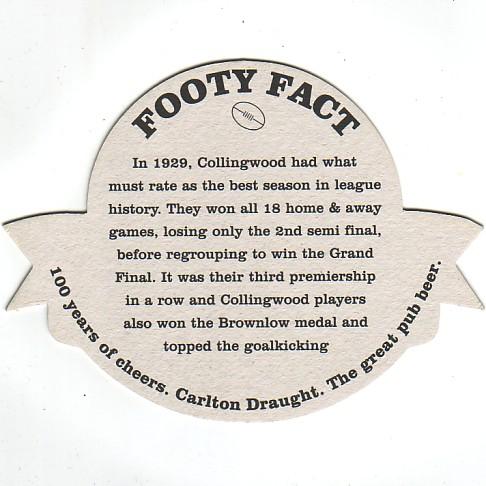 FOOTY FACT
In 1929, Collingwood had what
must rate as the best season in league
history. They won all 18 home & away
games, losing only the 2nd semi final,
before regrouping to win the Grand
Final. It was their third premiership
in a row and Collingwood players
also won the Brownlow medal and
topped the goalkicking
100 years of cheers. Carlton Draught. The great pub beer.